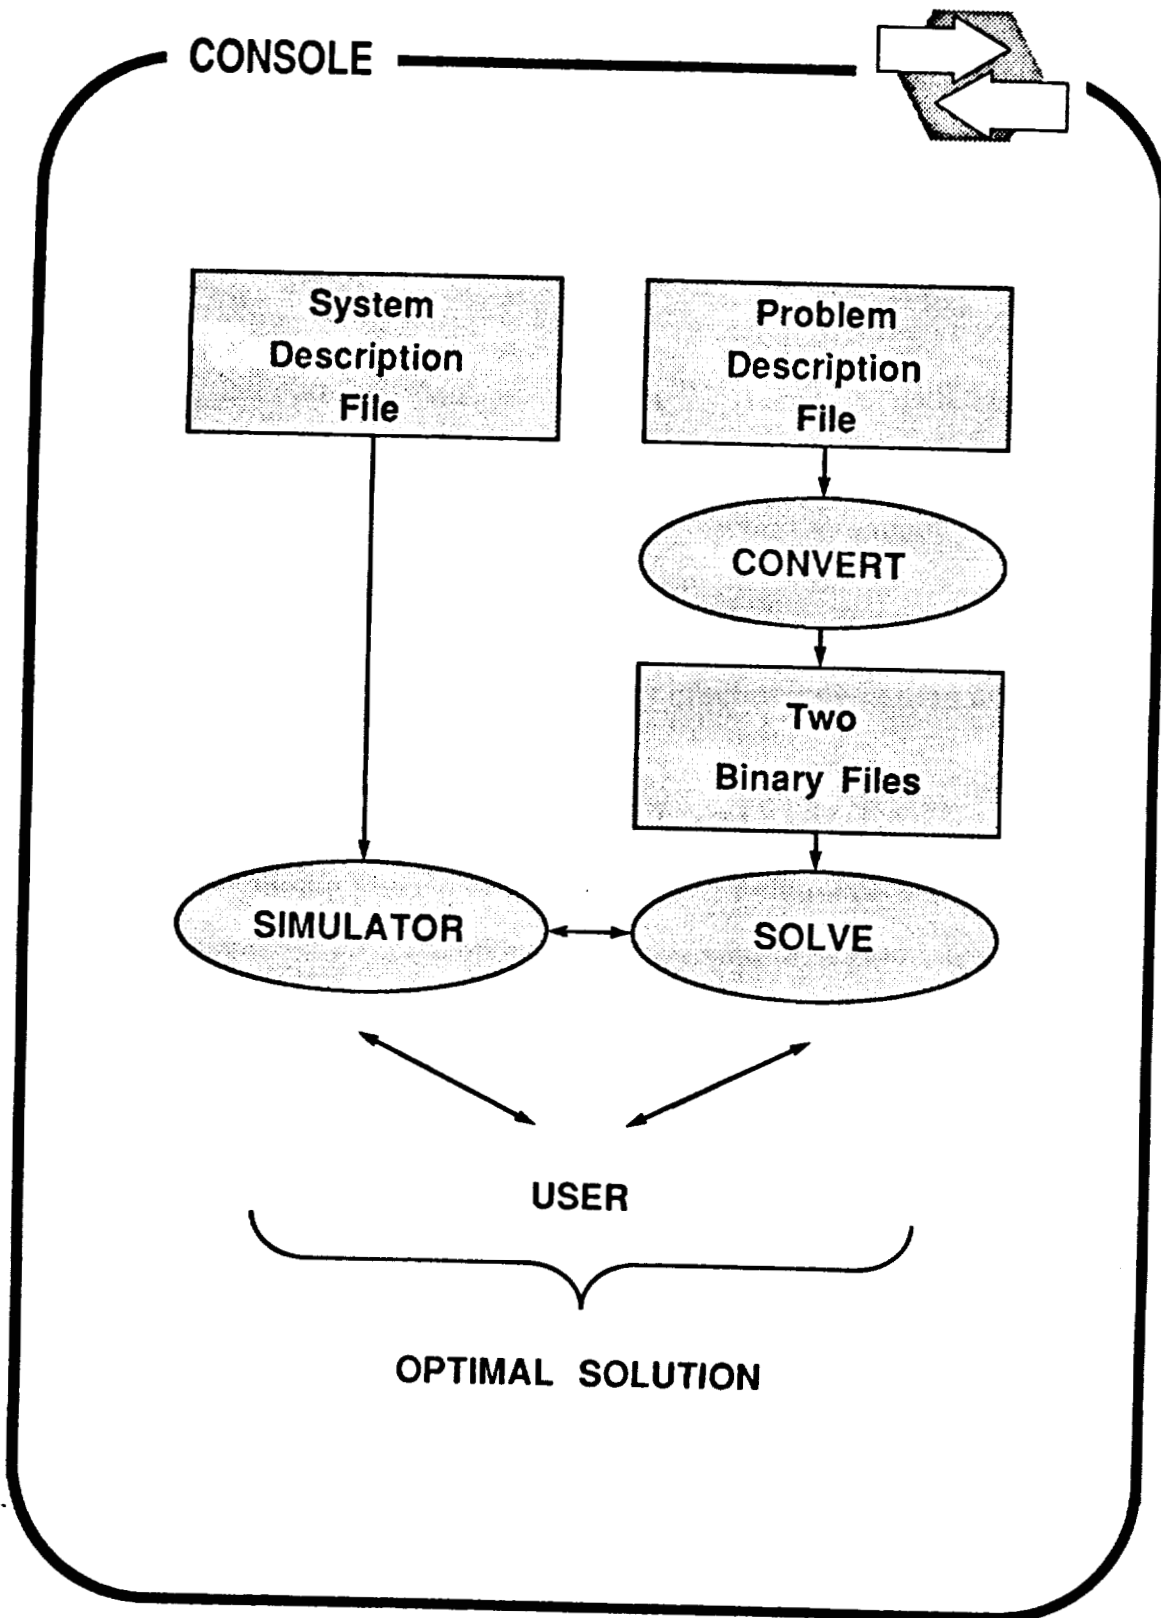 CONSOLE
System
Description
File
Problem
Description
File
CONVERT
Two
Binary Files
SIMULATOR
SOLVE
USER
OPTIMAL SOLUTION